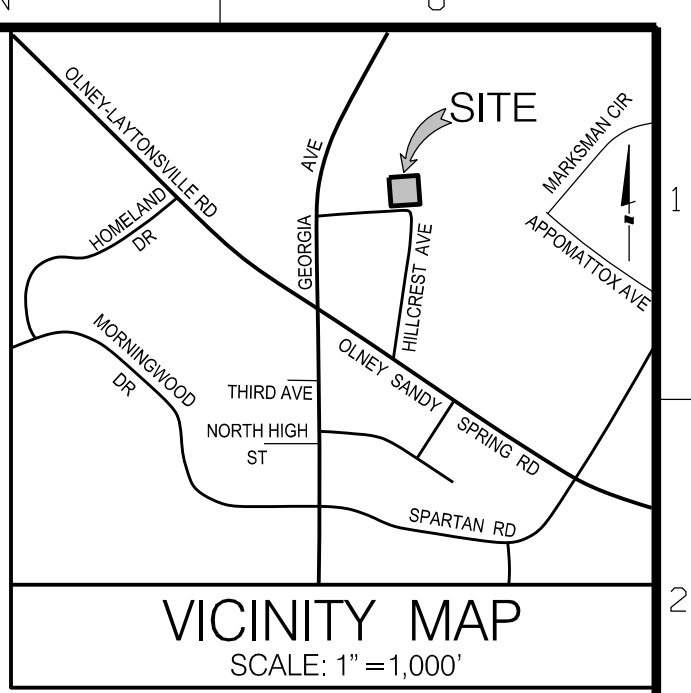 OLNEY-LAYTONSVILLE RD
AVE
SITE
MARKSMAN CIR
1
HOMELAND
DR
GEORGIA
HILLCREST AVE
APPOMATTOX AVE
MORNINGWOOD
DR
OLNEY SANDY
SPRING RD
THIRD AVE
NORTH HIGH
ST
SPARTAN RD
VICINITY MAP
2
SCALE: 1" = 1,000'